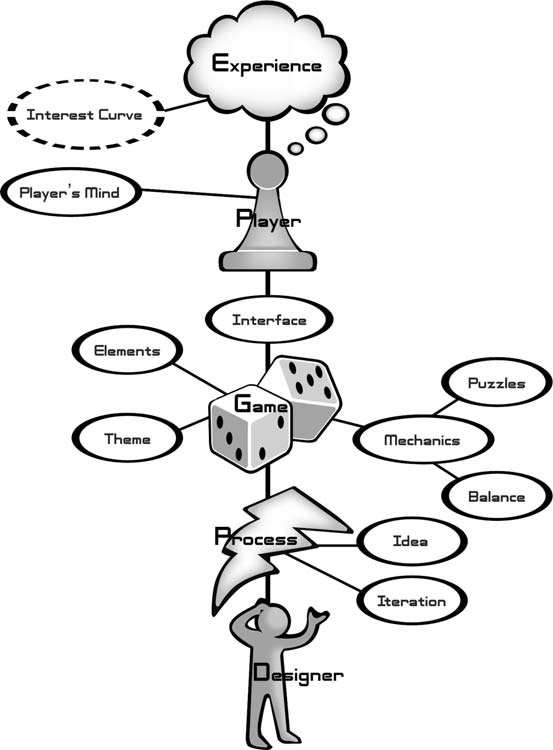 Experience
Interest Curve
Player's Mind
Player
Interface
Elements
Puzzles
Game
Theme
Mechanics
Balance
Process
Idea
Iteration
Designer